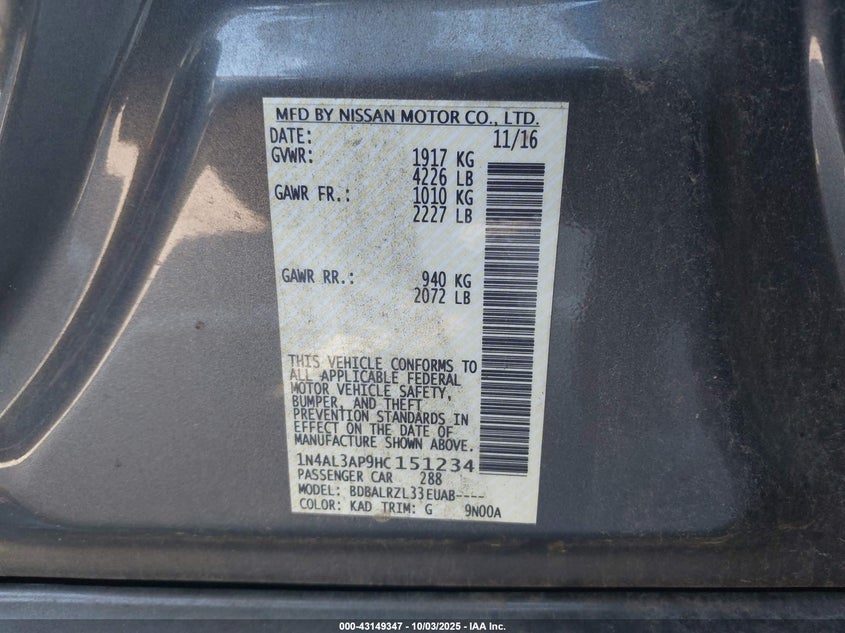 MFD BY NISSAN MOTOR CO., LTD.
DATE: 11/16
GVWR: 1917 KG
4226 LB
GAWR FR.: 1010 KG
2227 LB
GAWR RR.: 940 KG
2072 LB
THIS VEHICLE CONFORMS TO
ALL APPLICABLE FEDERAL
MOTOR VEHICLE SAFETY,
BUMPER, AND THEFT
PREVENTION STANDARDS IN
EFFECT ON THE DATE OF
MANUFACTURE SHOWN ABOVE.
1N4AL3AP9HC151234
PASSENGER CAR 288
MODEL: BDBALRZL33EUAB----
COLOR: KAD TRIM: G 9N00A
000-43149347 - 10/03/2025 - IAA Inc.